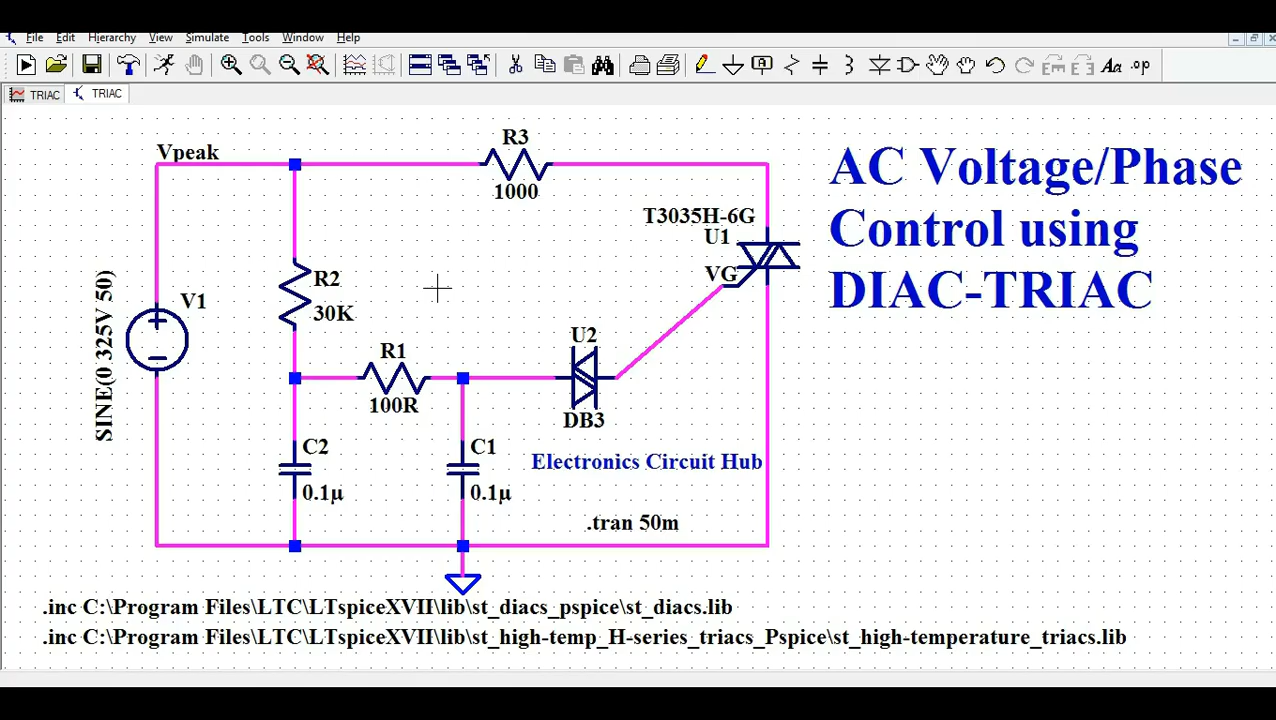 File Edit Hierarchy View Simulate Tools Window Help
Aa .op
TRIAC TRIAC
Vpeak
R3
1000
AC Voltage/Phase
Control using
DIAC-TRIAC
T3035H-6G
U1
VG
R2
30K
V1
SINE(0 325V 50)
U2
R1
100R
DB3
C2
0.1µ
C1
0.1µ
Electronics Circuit Hub
.tran 50m
.inc C:\Program Files\LTC\LTspiceXVII\lib\st_diacs_pspice\st_diacs.lib
.inc C:\Program Files\LTC\LTspiceXVII\lib\st_high-temp_H-series_triacs_Pspice\st_high-temperature_triacs.lib